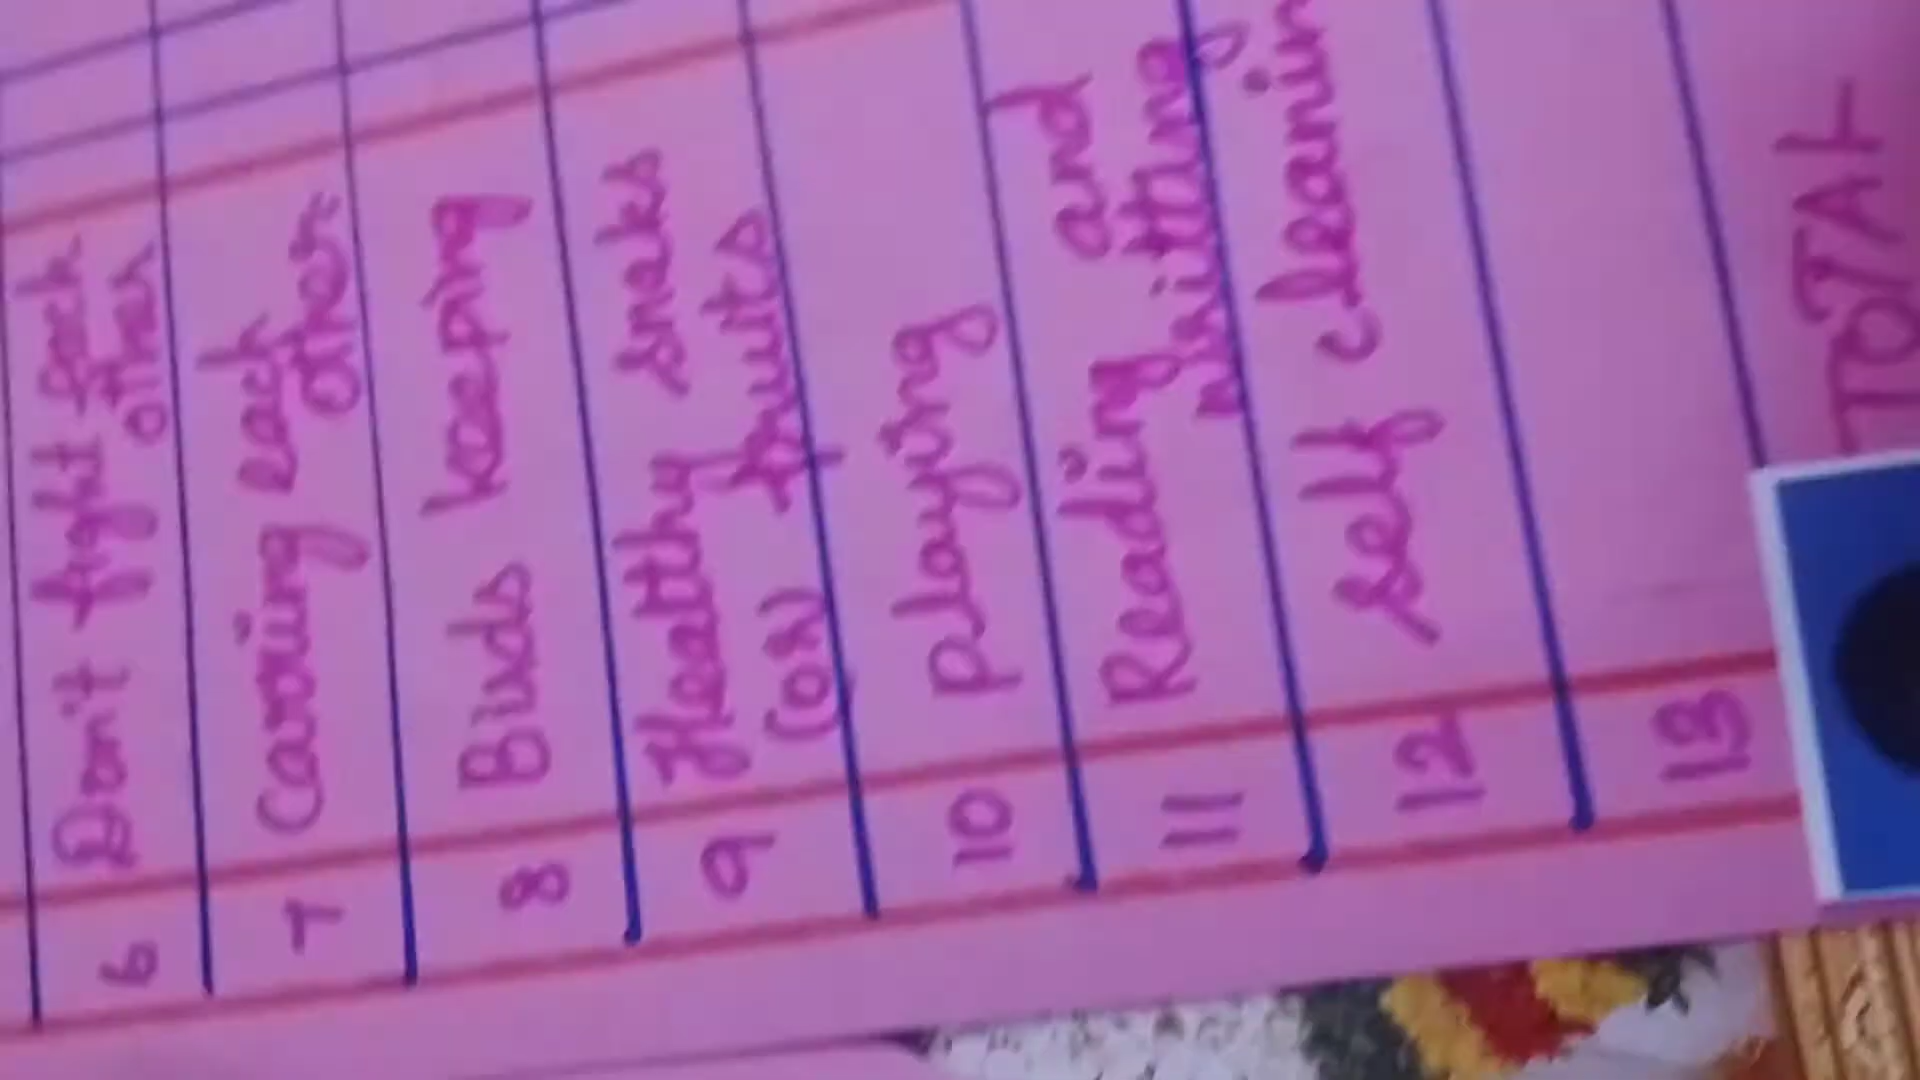 6 Don't fight each
other
7 Caring each
other
8 Birds keeping
9 Healthy snaks
(or) fruits
10 playing
11 Reading and
writting
12 self cleanin
13
TOTAL